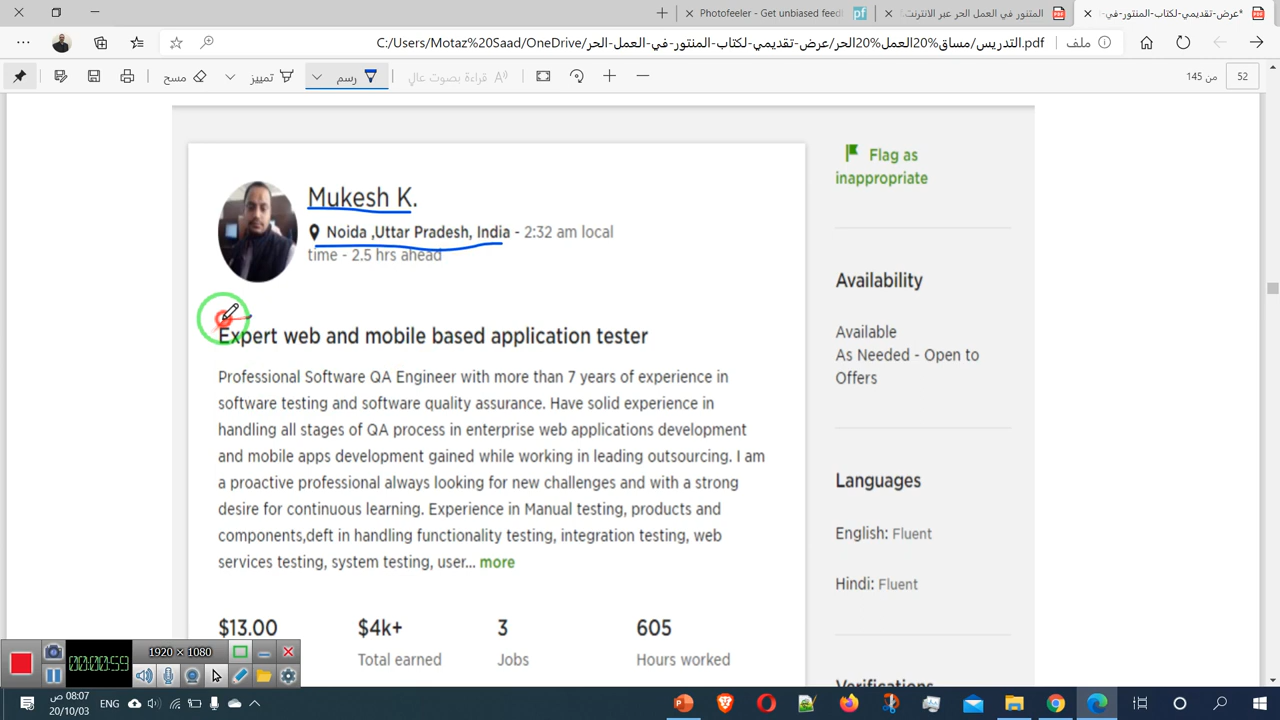 Photofeeler - Get unbiased feedl
المتنور في العمل الحر عبر الانترنت
*عرض-تقديمي-لكتاب-المنتور-في-
C:/Users/Motaz%20Saad/OneDrive/التدريس/مساق%20العمل%20الحر/عرض-تقديمي-لكتاب-المنتور-في-العمل-الحر.pdf
ملف
مسح
تمييز
رسم
قراءة بصوت عالٍ
52 من 145
Flag as
inappropriate
Mukesh K.
Noida ,Uttar Pradesh, India - 2:32 am local
time - 2.5 hrs ahead
Availability
Available
As Needed - Open to
Offers
Expert web and mobile based application tester
Professional Software QA Engineer with more than 7 years of experience in
software testing and software quality assurance. Have solid experience in
handling all stages of QA process in enterprise web applications development
and mobile apps development gained while working in leading outsourcing. I am
a proactive professional always looking for new challenges and with a strong
desire for continuous learning. Experience in Manual testing, products and
components,deft in handling functionality testing, integration testing, web
services testing, system testing, user... more
Languages
English: Fluent
Hindi: Fluent
$13.00
$4k+
3
605
Total earned
Jobs
Hours worked
Verifications
1920 × 1080
00:00:59
ENG
08:07 ص
20/10/03